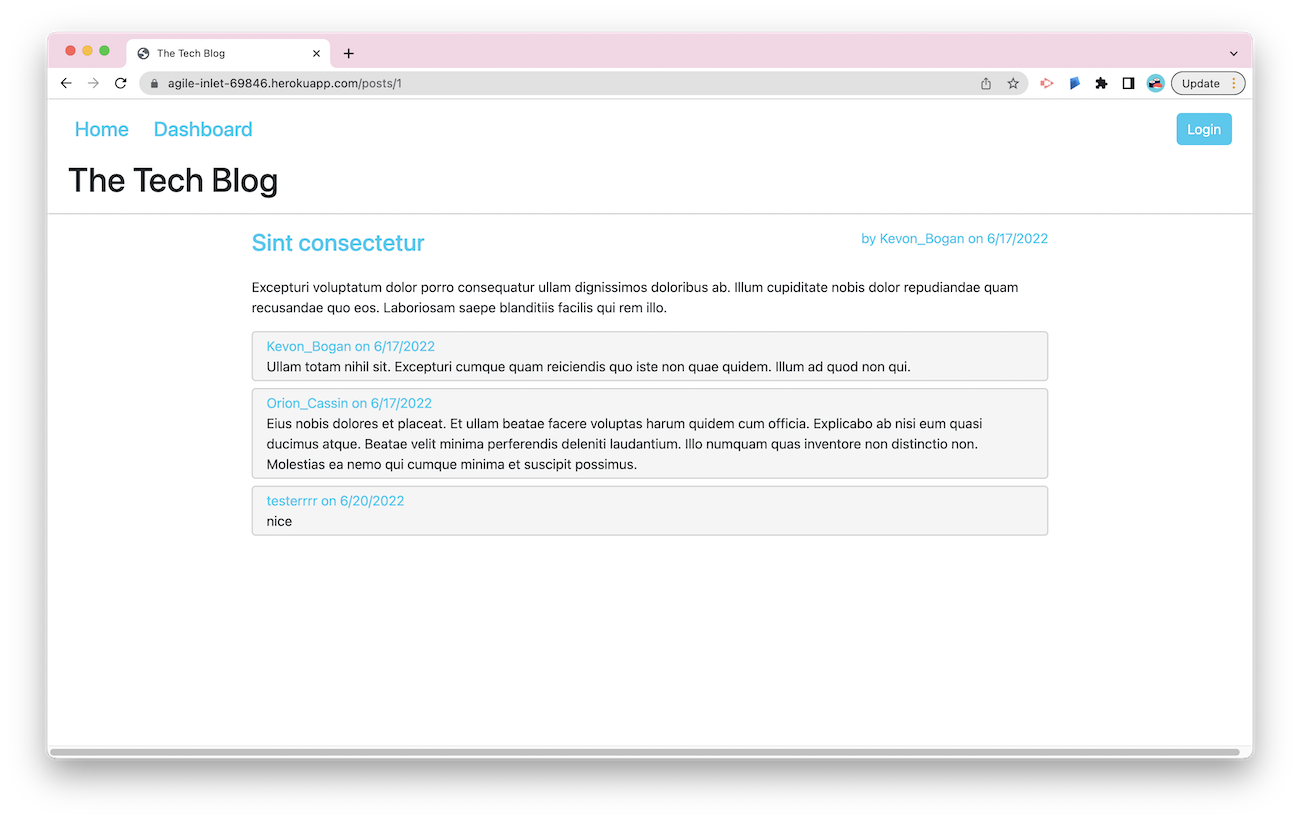 The Tech Blog
agile-inlet-69846.herokuapp.com/posts/1
Update
Home Dashboard
Login
The Tech Blog
Sint consectetur
by Kevon_Bogan on 6/17/2022
Excepturi voluptatum dolor porro consequatur ullam dignissimos doloribus ab. Illum cupiditate nobis dolor repudiandae quam
recusandae quo eos. Laboriosam saepe blanditiis facilis qui rem illo.
Kevon_Bogan on 6/17/2022
Ullam totam nihil sit. Excepturi cumque quam reiciendis quo iste non quae quidem. Illum ad quod non qui.
Orion_Cassin on 6/17/2022
Eius nobis dolores et placeat. Et ullam beatae facere voluptas harum quidem cum officia. Explicabo ab nisi eum quasi
ducimus atque. Beatae velit minima perferendis deleniti laudantium. Illo numquam quas inventore non distinctio non.
Molestias ea nemo qui cumque minima et suscipit possimus.
testerrrr on 6/20/2022
nice